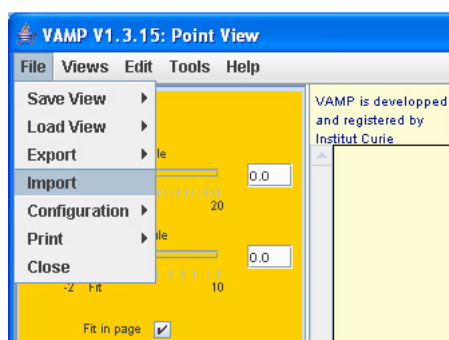 VAMP V1.3.15: Point View
File Views Edit Tools Help
Save View
Load View
Export
Import
Configuration
Print
Close
le
0.0
20
ule
0.0
-2 Fit 10
Fit in page
VAMP is developped
and registered by
Institut Curie